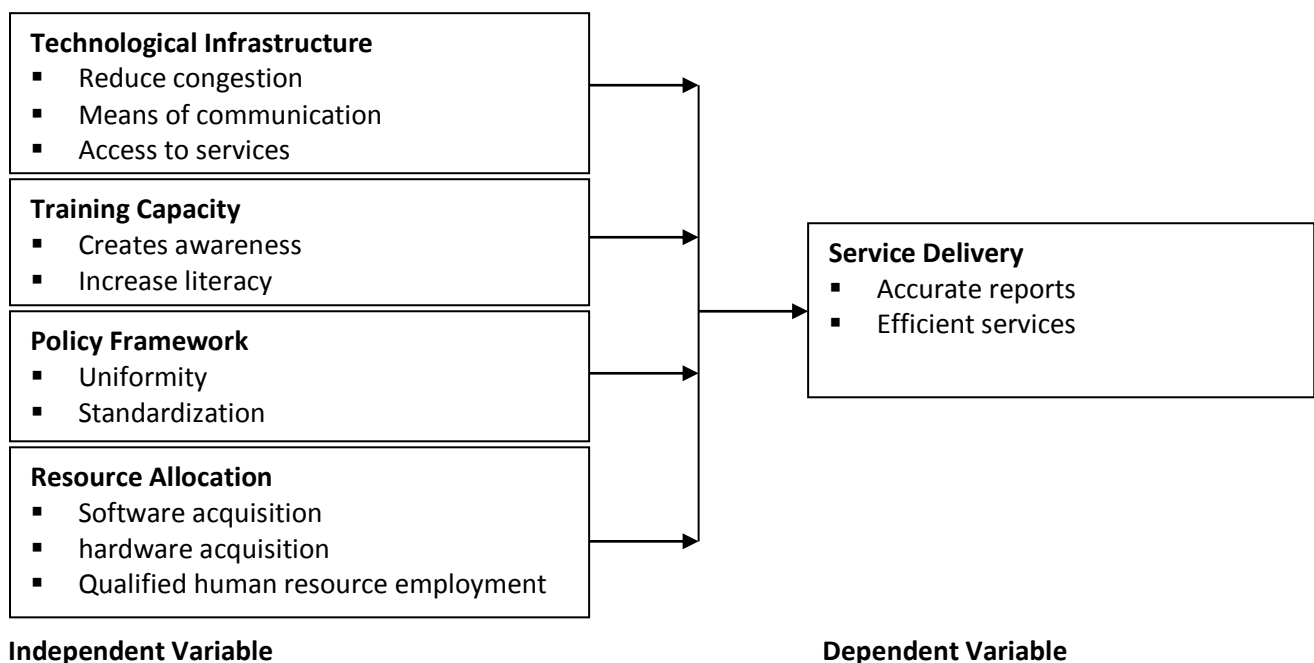 Technological Infrastructure
▪ Reduce congestion
▪ Means of communication
▪ Access to services
Training Capacity
▪ Creates awareness
▪ Increase literacy
Policy Framework
▪ Uniformity
▪ Standardization
Resource Allocation
▪ Software acquisition
▪ hardware acquisition
▪ Qualified human resource employment
Independent Variable
Service Delivery
▪ Accurate reports
▪ Efficient services
Dependent Variable